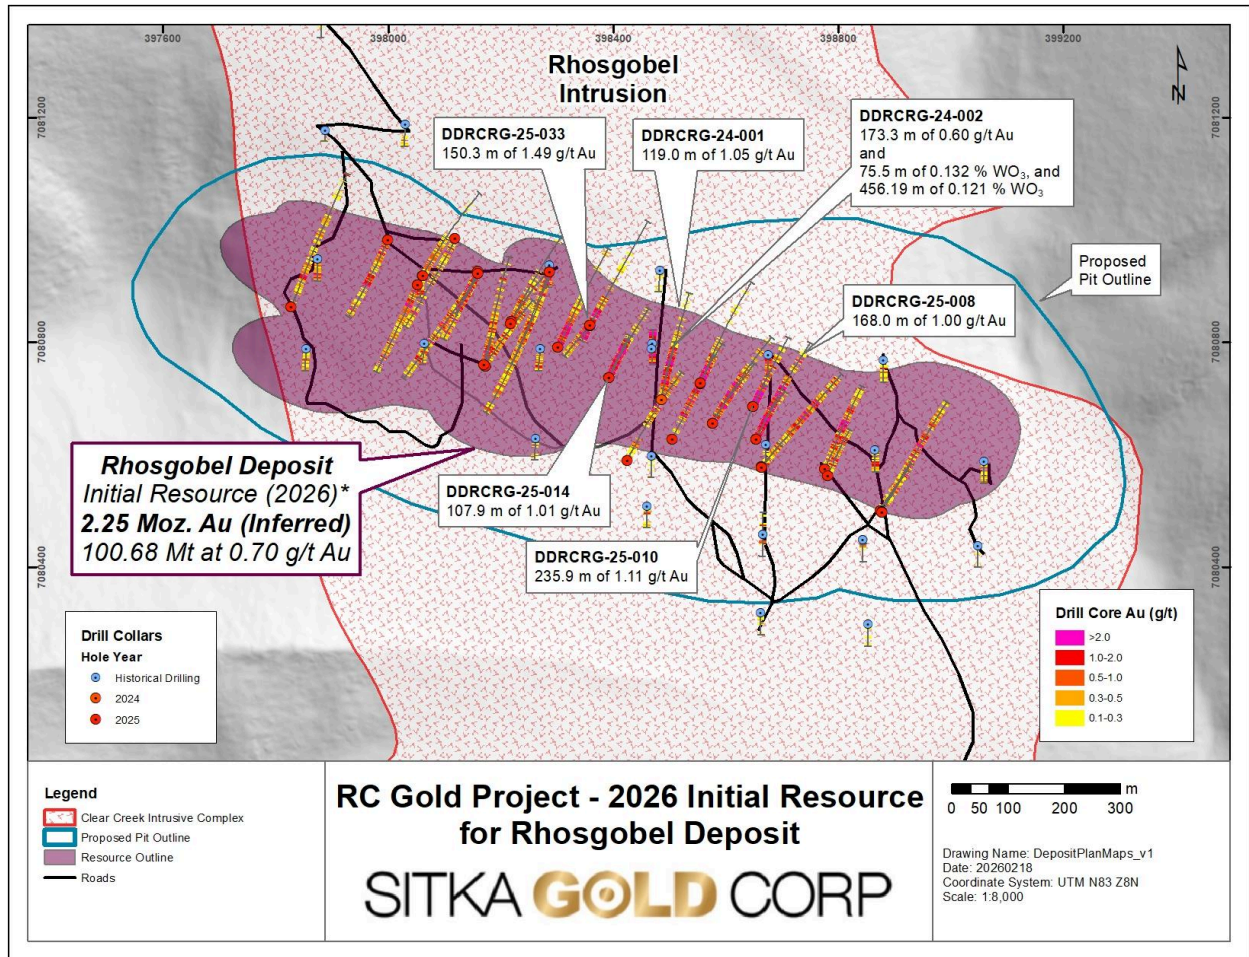 397600
398000
398400
398800
399200
Rhosgobel
Intrusion
N
7081200
7081200
DDRCRG-25-033
150.3 m of 1.49 g/t Au
DDRCRG-24-001
119.0 m of 1.05 g/t Au
DDRCRG-24-002
173.3 m of 0.60 g/t Au
and
75.5 m of 0.132 % WO₃, and
456.19 m of 0.121 % WO₃
Proposed
Pit Outline
DDRCRG-25-008
168.0 m of 1.00 g/t Au
7080800
7080800
Rhosgobel Deposit
Initial Resource (2026)*
2.25 Moz. Au (Inferred)
100.68 Mt at 0.70 g/t Au
DDRCRG-25-014
107.9 m of 1.01 g/t Au
DDRCRG-25-010
235.9 m of 1.11 g/t Au
7080400
7080400
Drill Collars
Hole Year
Historical Drilling
2024
2025
Drill Core Au (g/t)
>2.0
1.0-2.0
0.5-1.0
0.3-0.5
0.1-0.3
Legend
Clear Creek Intrusive Complex
Proposed Pit Outline
Resource Outline
Roads
RC Gold Project - 2026 Initial Resource
for Rhosgobel Deposit
SITKA GOLD CORP
m
0 50 100 200 300
Drawing Name: DepositPlanMaps_v1
Date: 20260218
Coordinate System: UTM N83 Z8N
Scale: 1:8,000